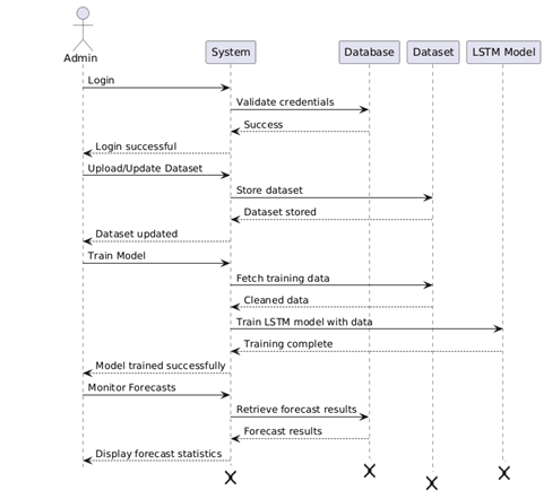 Admin
System
Database
Dataset
LSTM Model
Login
Validate credentials
Success
Login successful
Upload/Update Dataset
Store dataset
Dataset stored
Dataset updated
Train Model
Fetch training data
Cleaned data
Train LSTM model with data
Training complete
Model trained successfully
Monitor Forecasts
Retrieve forecast results
Forecast results
Display forecast statistics